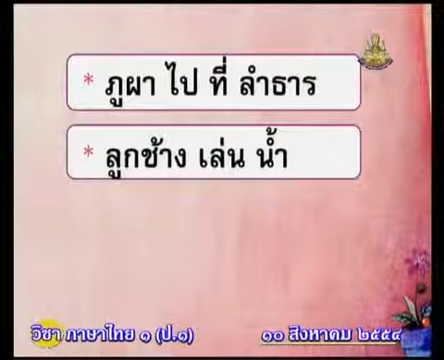 * ภูผา ไป ที่ ลำธาร
* ลูกช้าง เล่น น้ำ
วิชา ภาษาไทย ๑ (ป.๑) ๑๐ สิงหาคม ๒๕๕๔